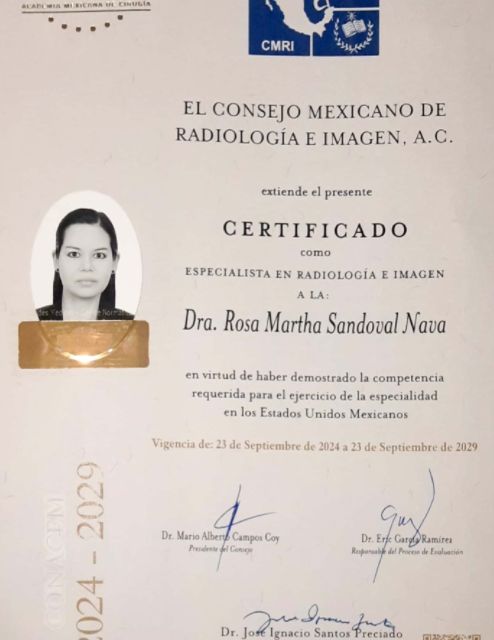 ACADEMIA MEXICANA DE CIRUGÍA
CMRI
EL CONSEJO MEXICANO DE
RADIOLOGÍA E IMAGEN, A.C.
extiende el presente
CERTIFICADO
como
ESPECIALISTA EN RADIOLOGÍA E IMAGEN
A LA:
Dra. Rosa Martha Sandoval Nava
en virtud de haber demostrado la competencia
requerida para el ejercicio de la especialidad
en los Estados Unidos Mexicanos
Vigencia de: 23 de Septiembre de 2024 a 23 de Septiembre de 2029
CONACEM
2024 - 2029
Dr. Mario Alberto Campos Coy
Presidente del Consejo
Dr. Eric García Ramírez
Responsable del Proceso de Evaluación
Dr. José Ignacio Santos Preciado